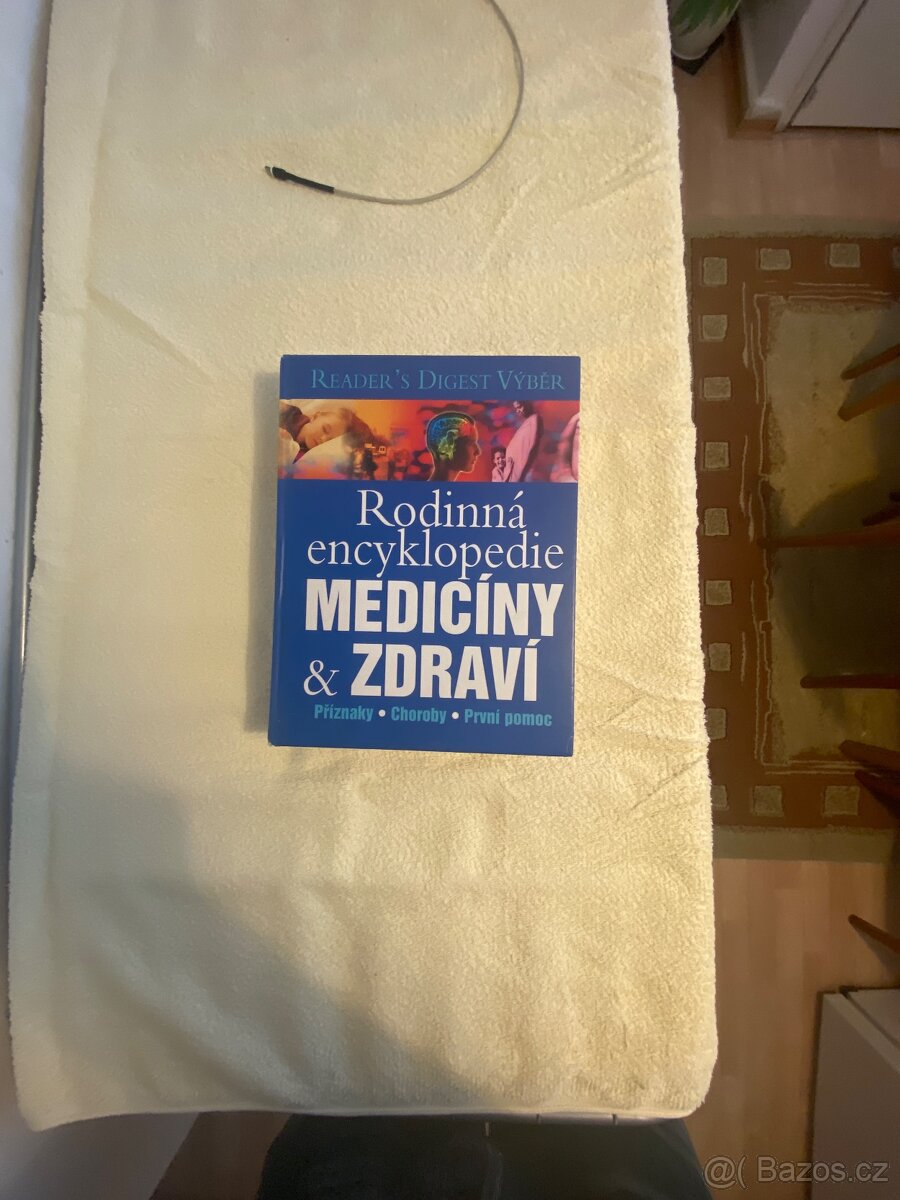 READER'S DIGEST VÝBĚR
Rodinná
encyklopedie
MEDICÍNY
& ZDRAVÍ
Příznaky • Choroby • První pomoc
@( Bazos.cz